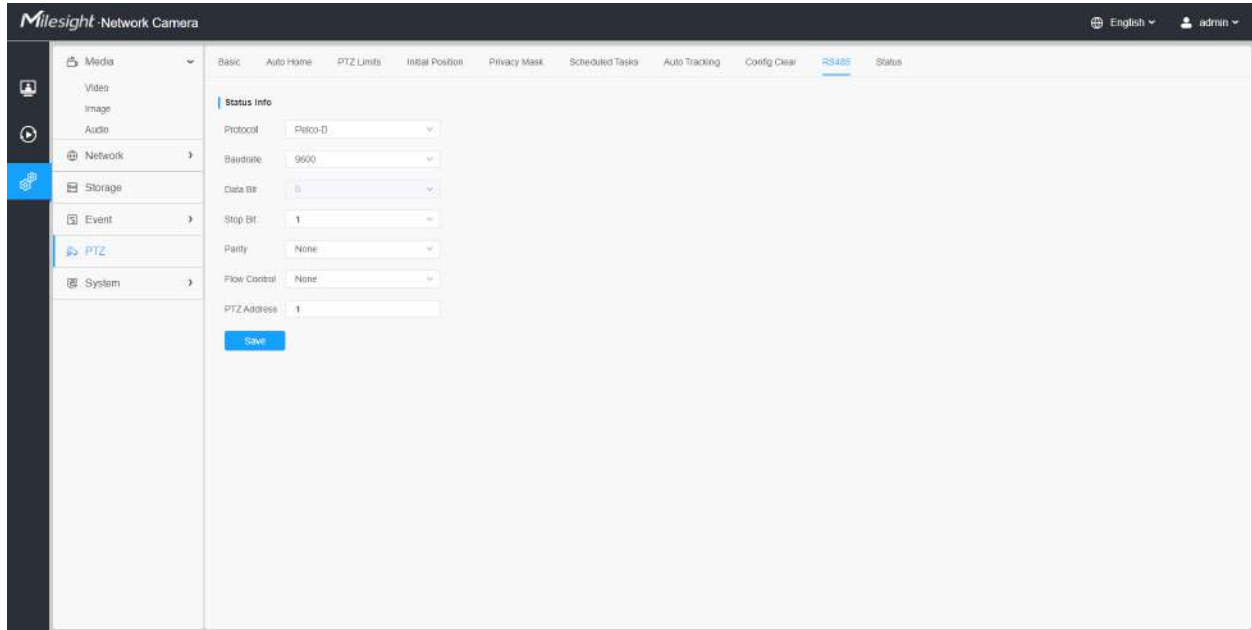 Milesight-Network Camera
English
admin
Media
Video
Image
Audio
Network
Storage
Event
PTZ
System
Basic Auto Home PTZ Limits Initial Position Privacy Mask Scheduled Tasks Auto Tracking Config Clear RS485 Status
Status Info
Protocol Pelco-D
Baudrate 9600
Data Bit 8
Stop Bit 1
Parity None
Flow Control None
PTZ Address 1
Save